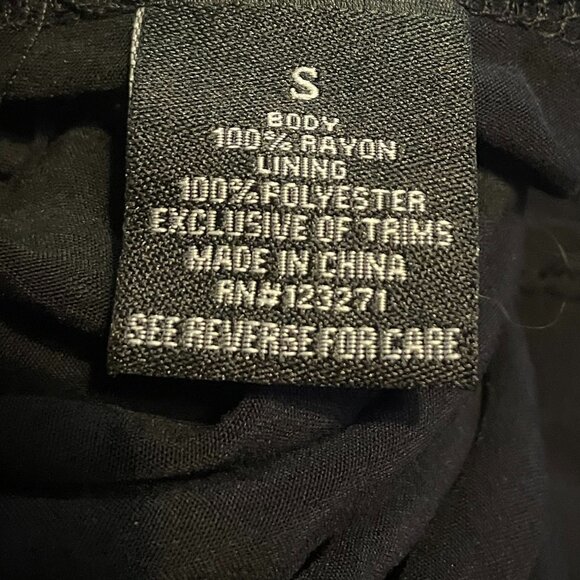 S
BODY
100% RAYON
LINING
100% POLYESTER
EXCLUSIVE OF TRIMS
MADE IN CHINA
RN#123271
SEE REVERSE FOR CARE